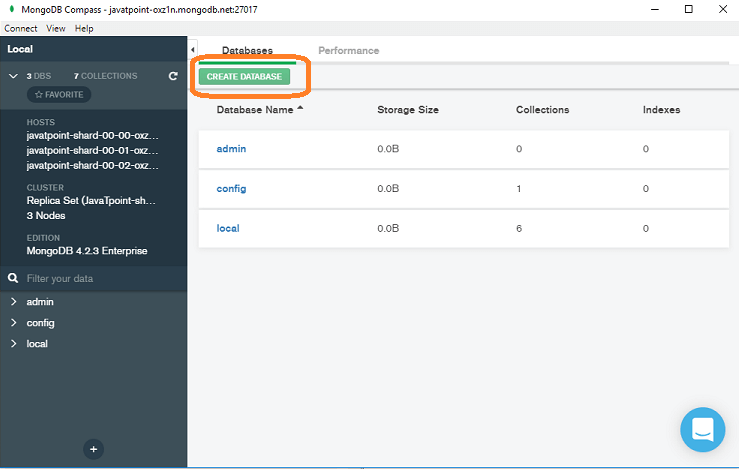 MongoDB Compass - javatpoint-oxz1n.mongodb.net:27017
Connect View Help
Local
3 DBS 7 COLLECTIONS
FAVORITE
HOSTS
javatpoint-shard-00-00-oxz...
javatpoint-shard-00-01-oxz...
javatpoint-shard-00-02-oxz...
CLUSTER
Replica Set (JavaTpoint-sh...
3 Nodes
EDITION
MongoDB 4.2.3 Enterprise
Filter your data
admin
config
local
Databases Performance
CREATE DATABASE
Database Name Storage Size Collections Indexes
admin 0.0B 0 0
config 0.0B 1 0
local 0.0B 6 0